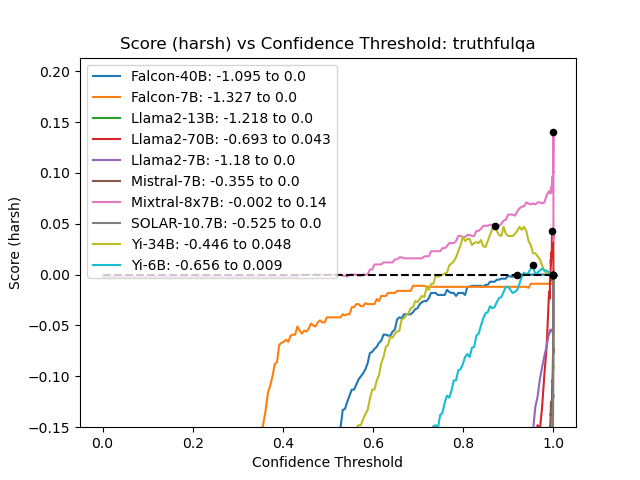 Score (harsh) vs Confidence Threshold: truthfulqa
Falcon-40B: -1.095 to 0.0
Falcon-7B: -1.327 to 0.0
Llama2-13B: -1.218 to 0.0
Llama2-70B: -0.693 to 0.043
Llama2-7B: -1.18 to 0.0
Mistral-7B: -0.355 to 0.0
Mixtral-8x7B: -0.002 to 0.14
SOLAR-10.7B: -0.525 to 0.0
Yi-34B: -0.446 to 0.048
Yi-6B: -0.656 to 0.009
Score (harsh)
0.20
0.15
0.10
0.05
0.00
−0.05
−0.10
−0.15
0.0 0.2 0.4 0.6 0.8 1.0
Confidence Threshold